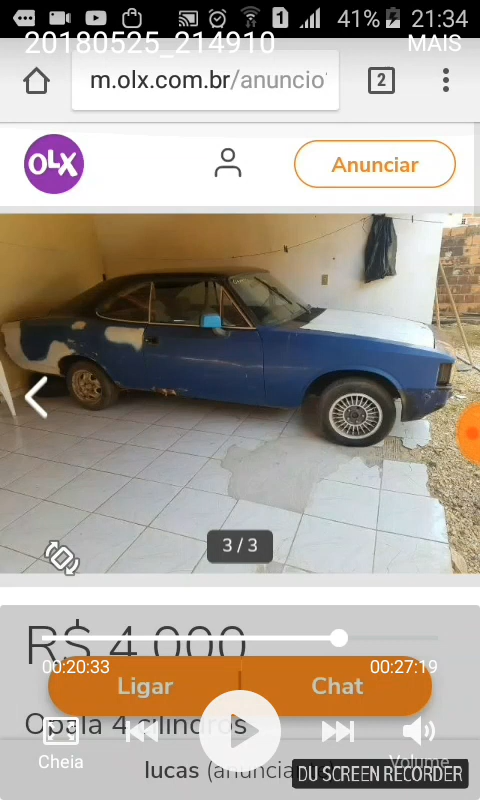 41% 21:34
20180525_214910 MAIS
m.olx.com.br/anuncio
2
OLX
Anunciar
3 / 3
R$ 4.000
00:20:33 00:27:19
Ligar Chat
Opala 4 cilindros
Cheia Volume
lucas
DU SCREEN RECORDER